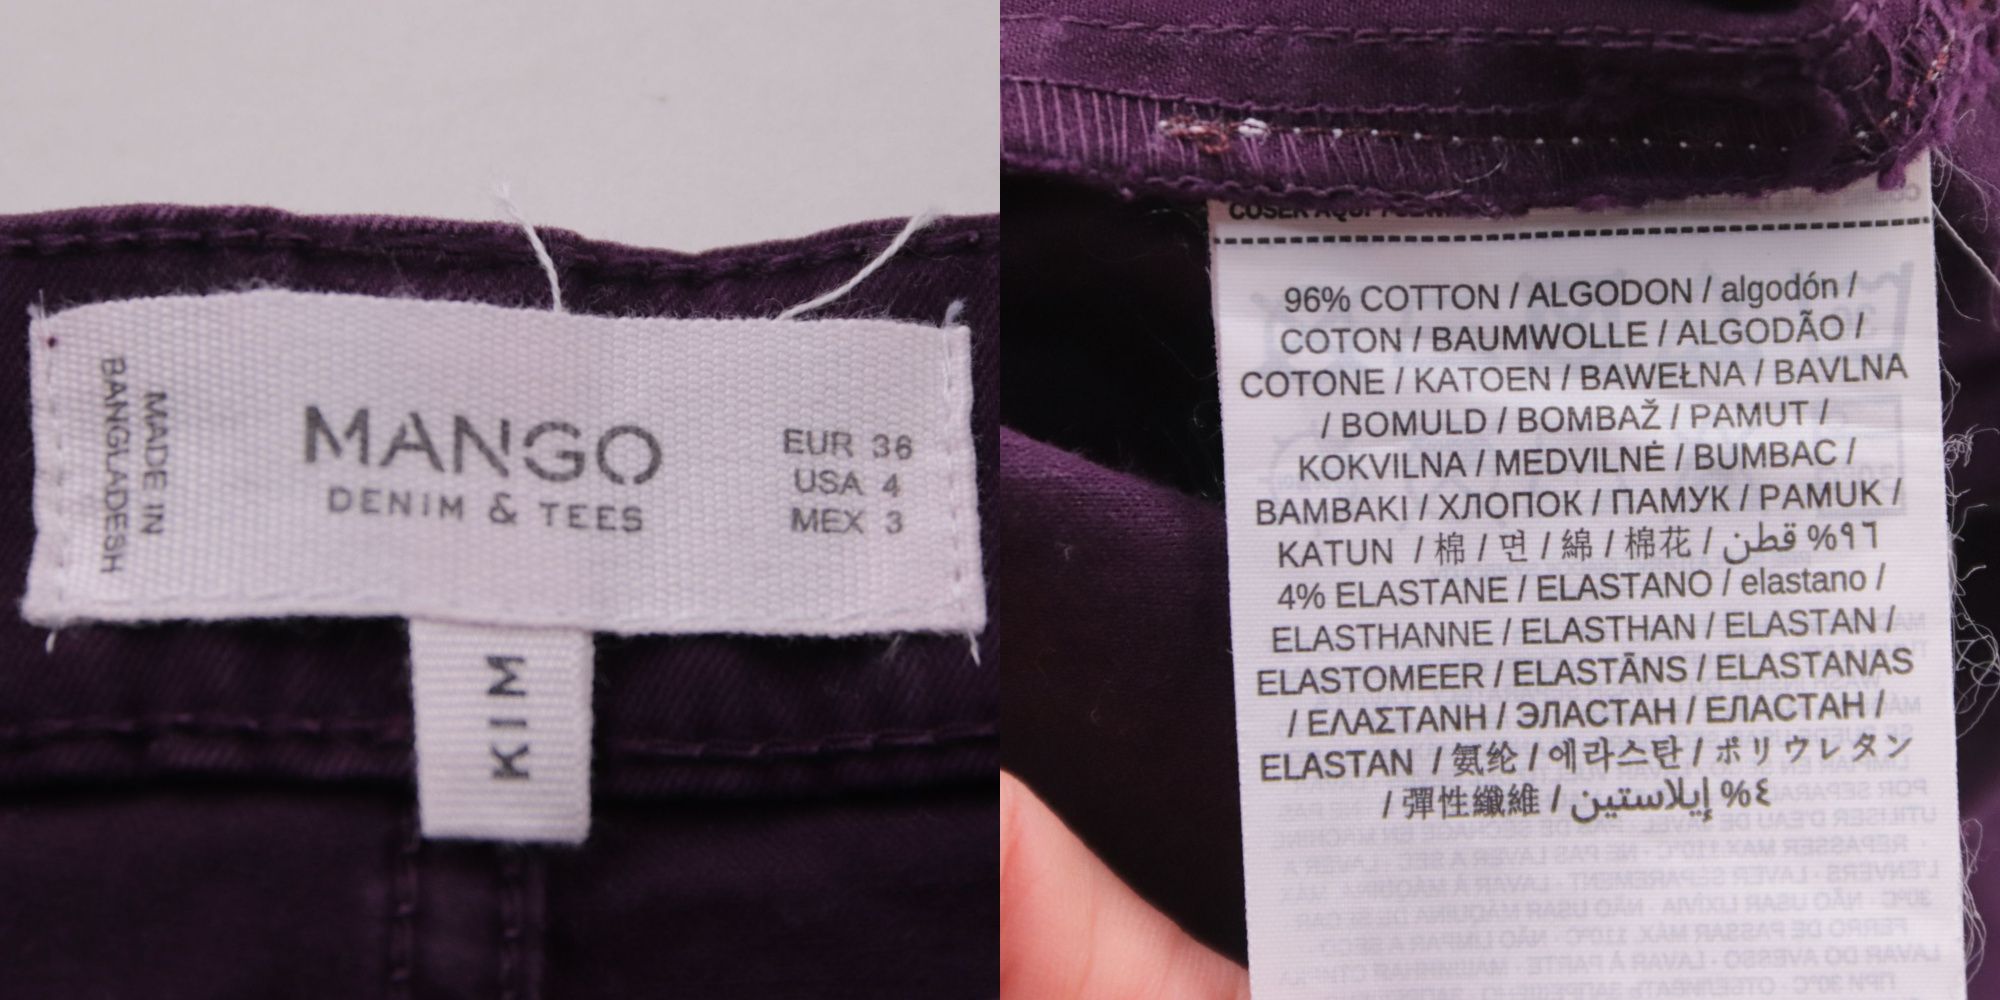 MADE IN
BANGLADESH
MANGO
DENIM & TEES
EUR 36
USA 4
MEX 3
KIM
COSER AQUI
96% COTTON / ALGODON / algodón /
COTON / BAUMWOLLE / ALGODÃO /
COTONE / KATOEN / BAWEŁNA / BAVLNA
/ BOMULD / BOMBAŽ / PAMUT /
KOKVILNA / MEDVILNĖ / BUMBAC /
BAMBAKI / ХЛОПОК / ПАМУК / PAMUK /
KATUN / 棉 / 면 / 綿 / 棉花 / قطن %٩٦
4% ELASTANE / ELASTANO / elastano /
ELASTHANNE / ELASTHAN / ELASTAN /
ELASTOMEER / ELASTĀNS / ELASTANAS
/ ΕΛΑΣΤΑΝΗ / ЭЛАСТАН / ЕЛАСТАН /
ELASTAN / 氨纶 / 에라스탄 / ポリウレタン
/ 彈性纖維 / إيلاستين %٤